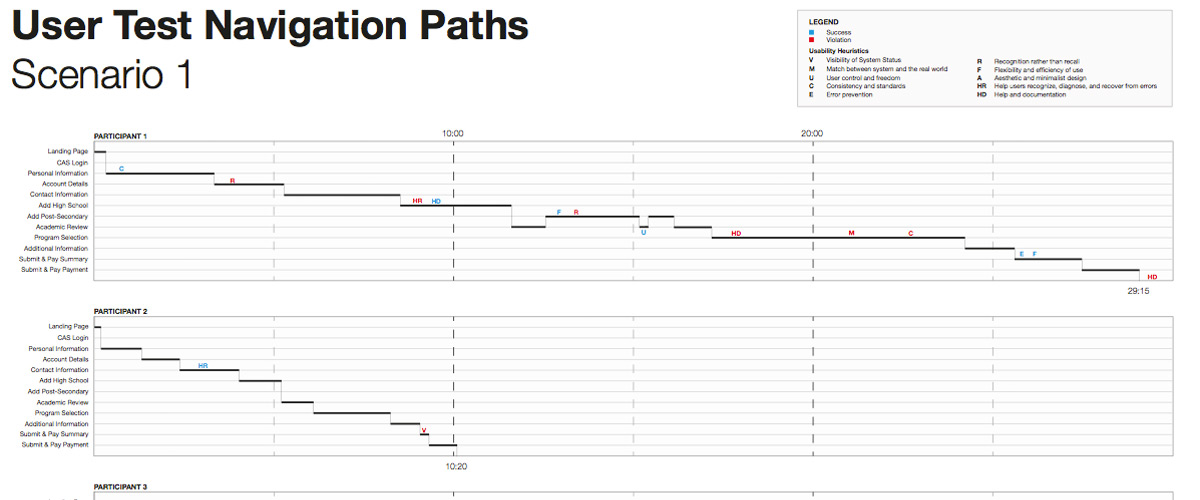 User Test Navigation Paths
Scenario 1
LEGEND
Success
Violation
Usability Heuristics
V Visibility of System Status
M Match between system and the real world
U User control and freedom
C Consistency and standards
E Error prevention
R Recognition rather than recall
F Flexibility and efficiency of use
A Aesthetic and minimalist design
HR Help users recognize, diagnose, and recover from errors
HD Help and documentation
PARTICIPANT 1
10:00 20:00
Landing Page
CAS Login
Personal Information C
Account Details R
Contact Information
Add High School HR HD
Add Post-Secondary F R
Academic Review U
Program Selection HD M C
Additional Information
Submit & Pay Summary E F
Submit & Pay Payment HD
29:15
PARTICIPANT 2
Landing Page
CAS Login
Personal Information
Account Details
Contact Information HR
Add High School
Add Post-Secondary
Academic Review
Program Selection
Additional Information
Submit & Pay Summary V
Submit & Pay Payment
10:20
PARTICIPANT 3